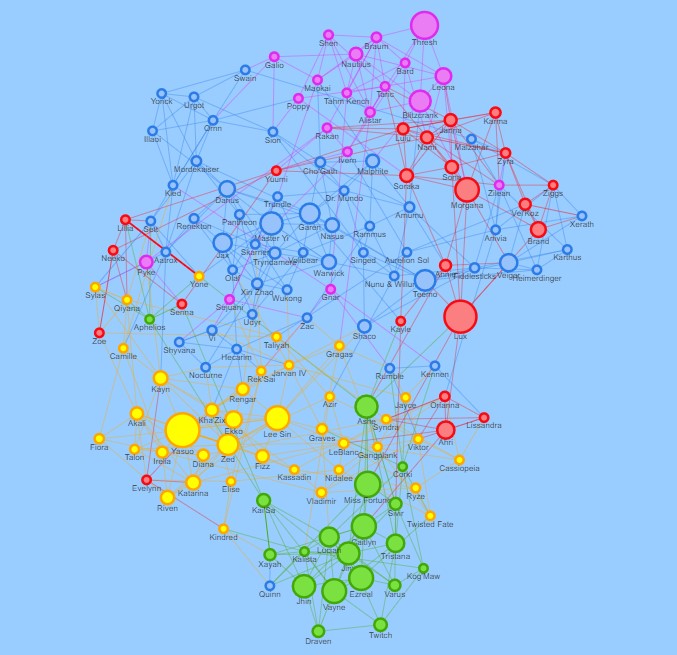 Thresh
Shen
Braum
Nautilus
Galio
Bard
Swain
Leona
Maokai
Taric
Yorick
Urgot
Poppy
Tahm Kench
Blitzcrank
Alistar
Karma
Ornn
Janna
Illaoi
Sion
Rakan
Lulu
Nami
Malzahar
Ivern
Zyra
Mordekaiser
Cho'Gath
Malphite
Yuumi
Sona
Soraka
Kled
Darius
Dr. Mundo
Morgana
Zilean
Ziggs
Trundle
Amumu
Vel'Koz
Lillia
Sett
Renekton
Pantheon
Master Yi
Garen
Nasus
Rammus
Xerath
Anivia
Brand
Neeko
Aatrox
Jax
Skarner
Tryndamere
Volibear
Singed
Aurelion Sol
Karthus
Pyke
Warwick
Annie
Fiddlesticks
Veigar
Heimerdinger
Yone
Olaf
Nunu & Willump
Teemo
Sylas
Xin Zhao
Wukong
Gnar
Qiyana
Senna
Sejuani
Aphelios
Udyr
Zac
Lux
Zoe
Vi
Shaco
Kayle
Camille
Shyvana
Hecarim
Taliyah
Gragas
Nocturne
Rek'Sai
Jarvan IV
Rumble
Kennen
Kayn
Rengar
Azir
Jayce
Orianna
Akali
Kha'Zix
Ekko
Lee Sin
Ashe
Syndra
Lissandra
Yasuo
Graves
Ahri
Fiora
Talon
Irelia
Zed
LeBlanc
Gangplank
Viktor
Diana
Fizz
Cassiopeia
Evelynn
Katarina
Elise
Kassadin
Nidalee
Corki
Riven
Vladimir
Miss Fortune
Ryze
Kai'Sa
Sivir
Twisted Fate
Kindred
Caitlyn
Lucian
Xayah
Kalista
Jinx
Tristana
Kog'Maw
Quinn
Jhin
Vayne
Ezreal
Varus
Draven
Twitch